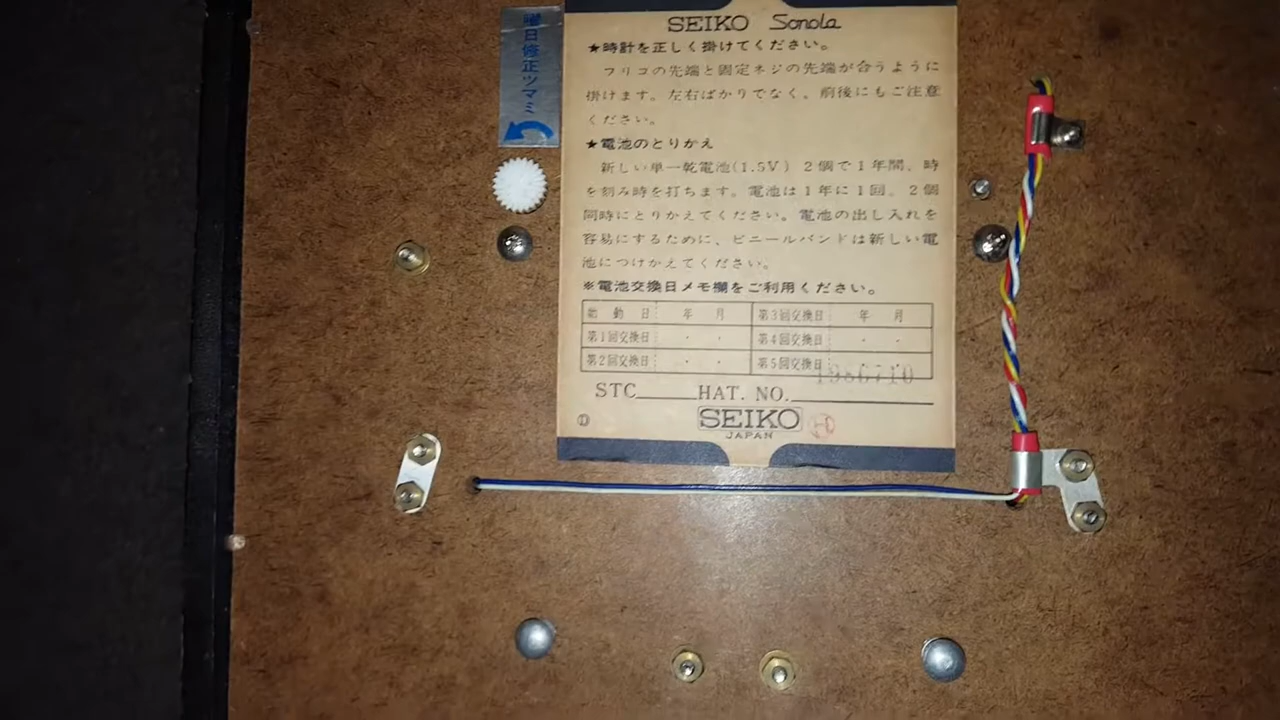 曜日修正ツマミ
SEIKO Sonola
★時計を正しく掛けてください。
フリコの先端と固定ネジの先端が合うように
掛けます。左右ばかりでなく、前後にもご注意
ください。
★電池のとりかえ
新しい単一乾電池(1.5V) 2個で1年間、時
を刻み時を打ちます。電池は1年に1回、2個
同時にとりかえてください。電池の出し入れを
容易にするために、ビニールバンドは新しい電
池につけかえてください。
※電池交換日メモ欄をご利用ください。
始動日 年 月 第3回交換日 年 月
第1回交換日 ・ ・ 第4回交換日 ・ ・
第2回交換日 ・ ・ 第5回交換日 ・ ・
STC HAT. NO. 1986710
SEIKO
JAPAN
Ⓓ